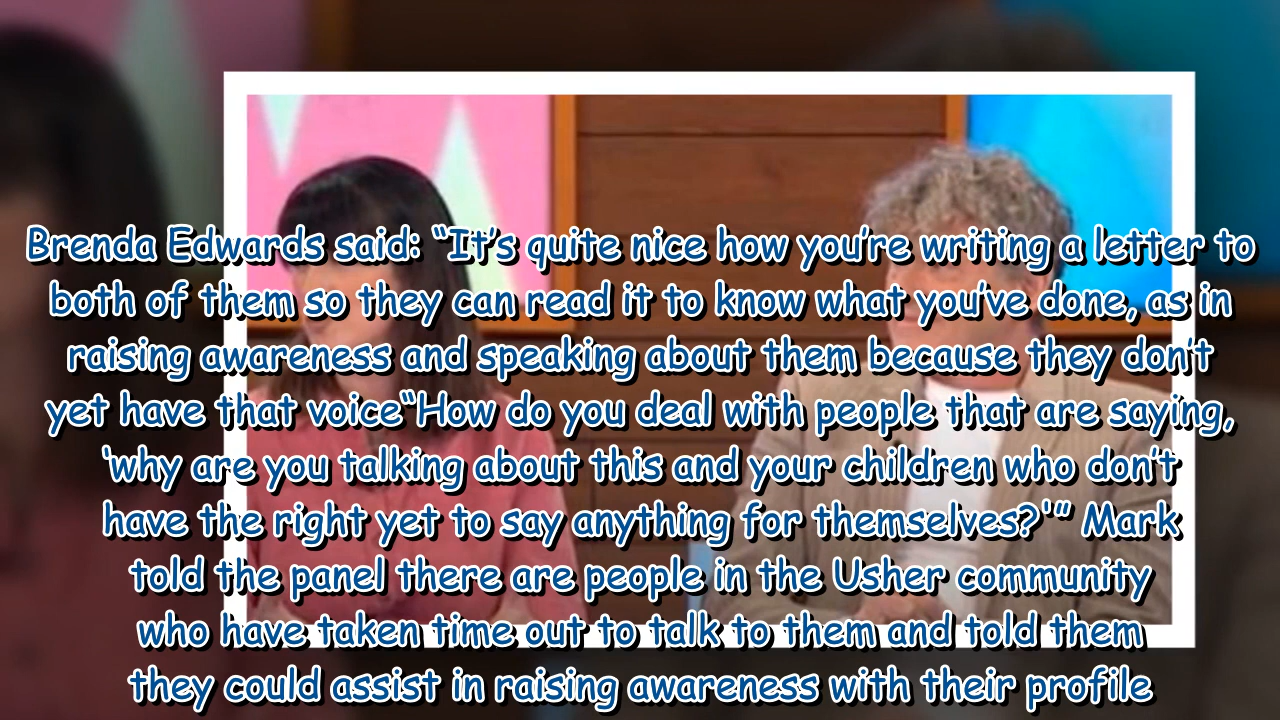 Brenda Edwards said: “It’s quite nice how you’re writing a letter to
both of them so they can read it to know what you’ve done, as in
raising awareness and speaking about them because they don’t
yet have that voice“How do you deal with people that are saying,
‘why are you talking about this and your children who don’t
have the right yet to say anything for themselves?'” Mark
told the panel there are people in the Usher community
who have taken time out to talk to them and told them
they could assist in raising awareness with their profile